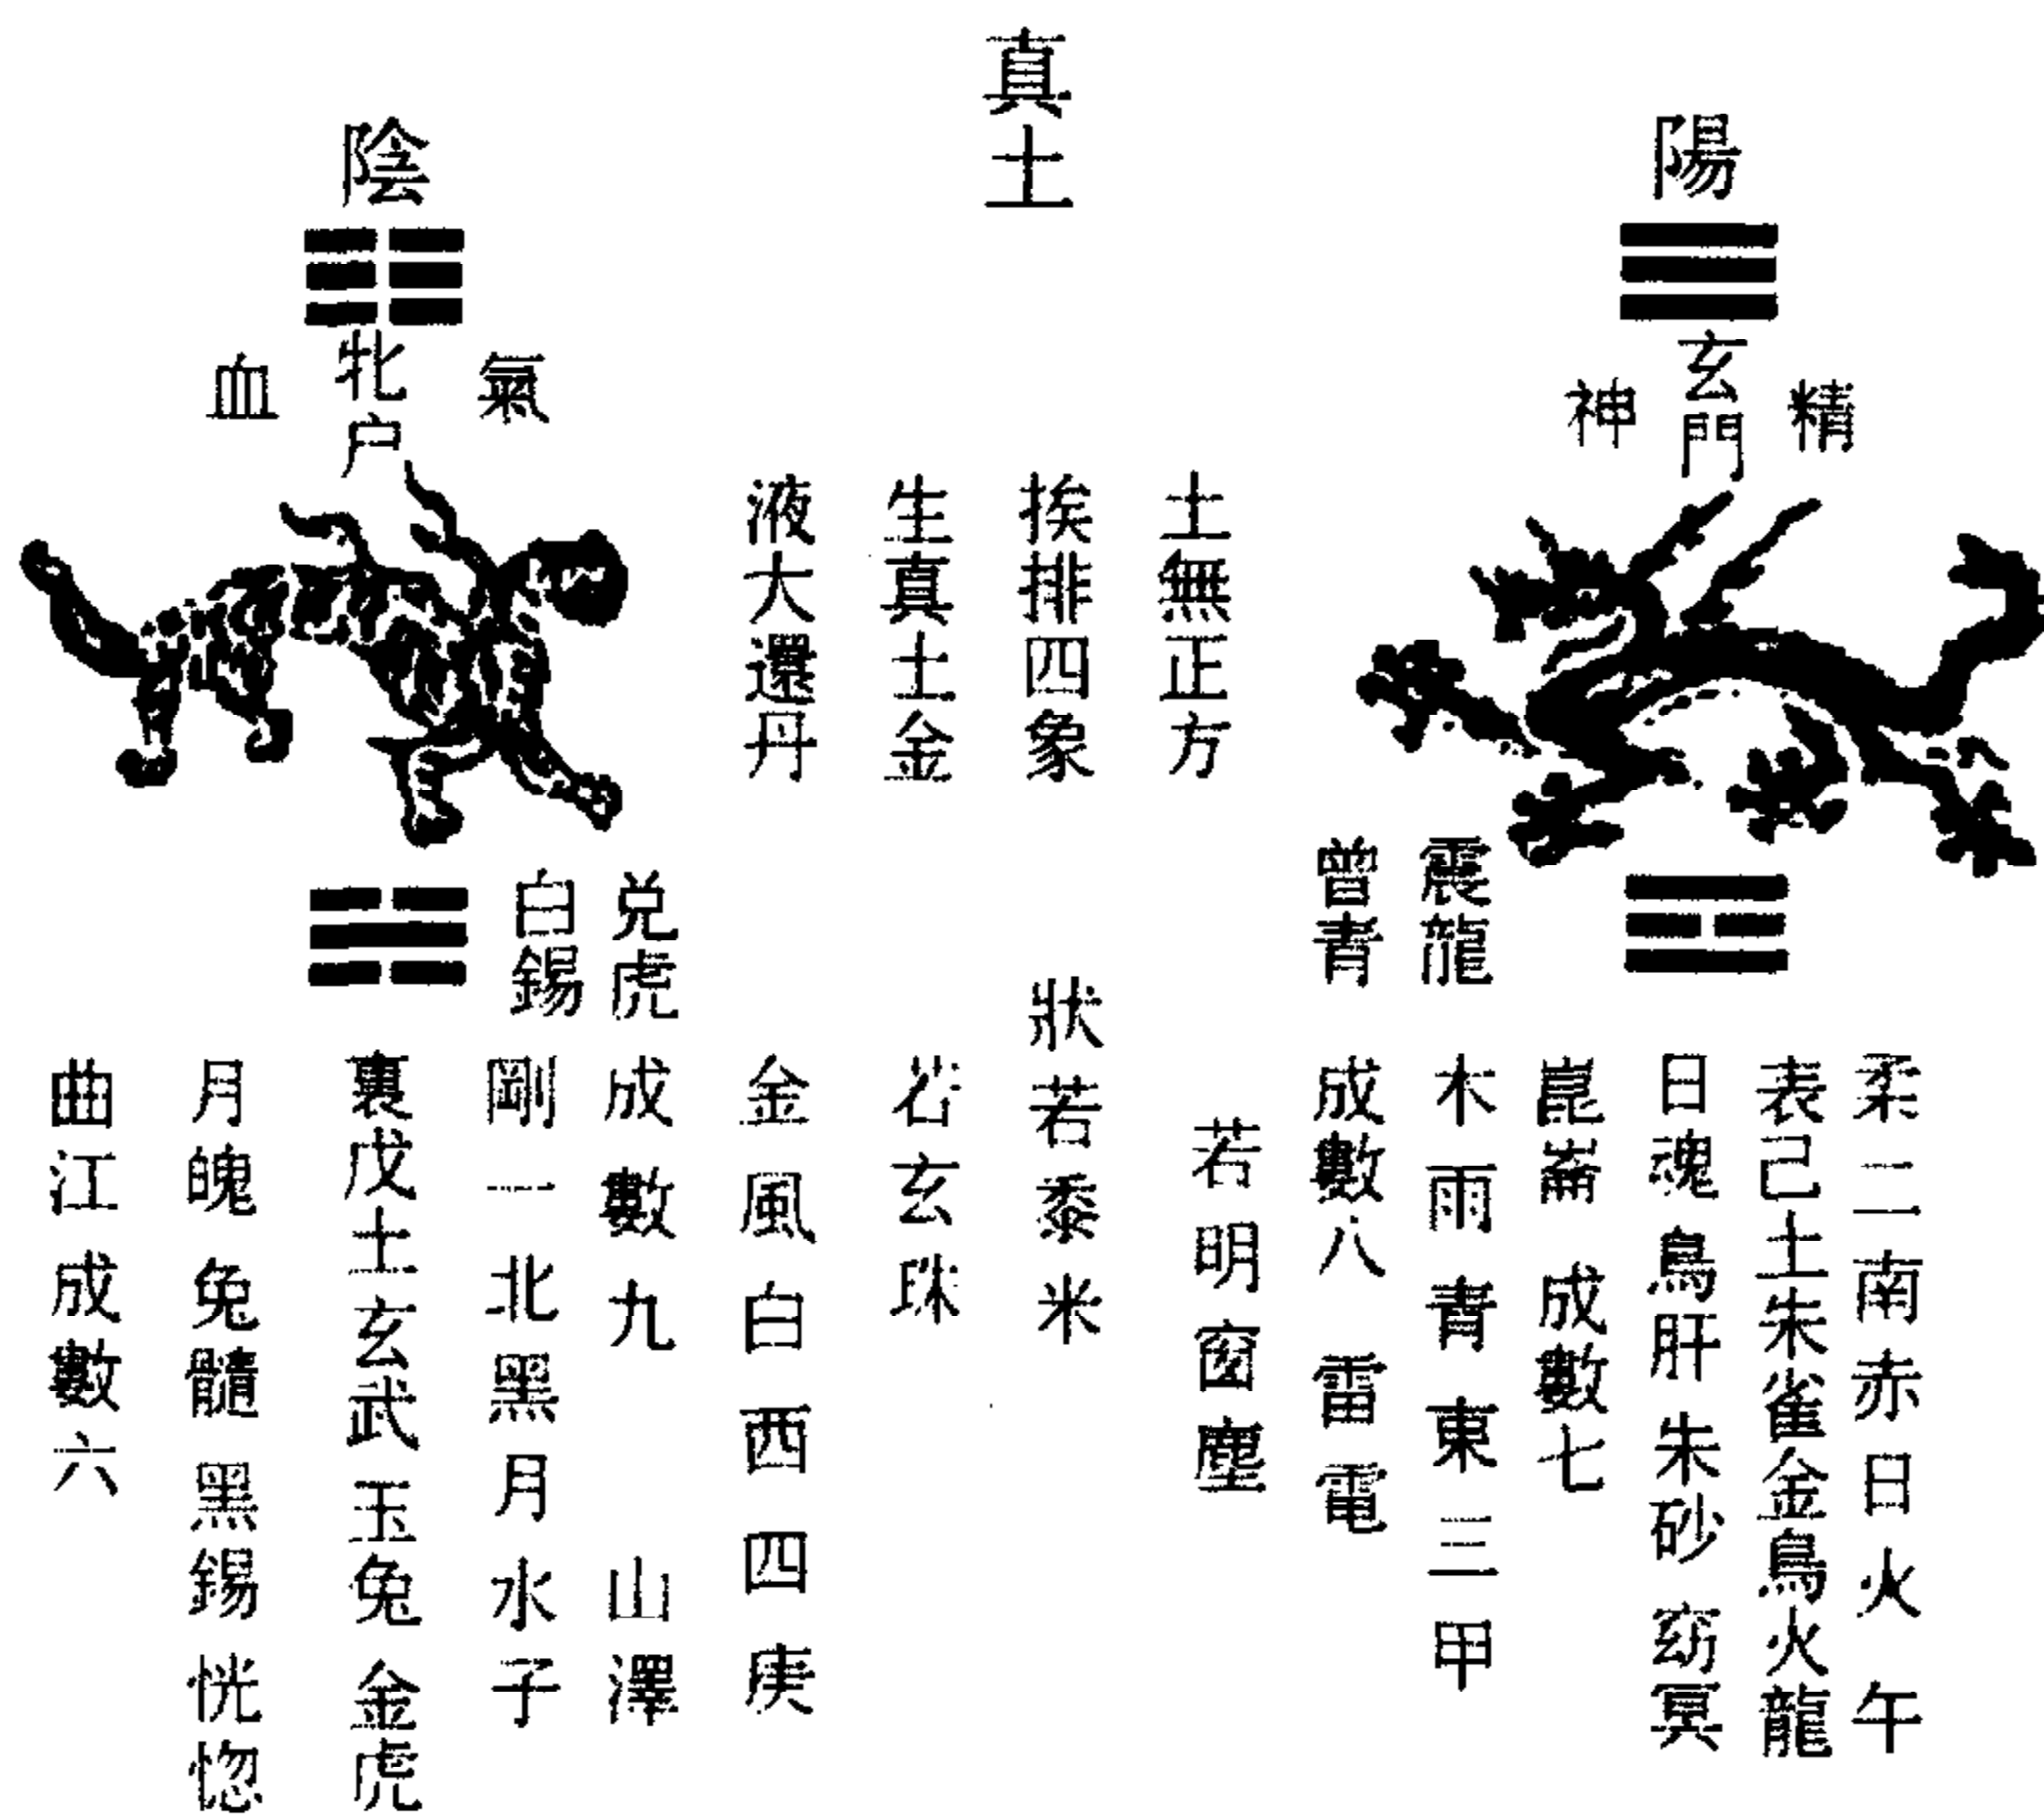 真土
陽
玄門
精
神
陰
牝户
氣
血
土無正方
挨排四象
生真土金
液大還丹
震龍
曾青
兑虎
白錫
柔二南赤日火午
表己土朱雀金烏火龍
日魂烏肝朱砂窈冥
崑崙成數七
木雨青東三甲
成數八雷電
若明窗塵
狀若黍米
若玄珠
金風白西四庚
成數九山澤
剛一北黑月水子
裏戊土玄武玉兔金虎
月魄兔髓黑錫恍惚
曲江成數六